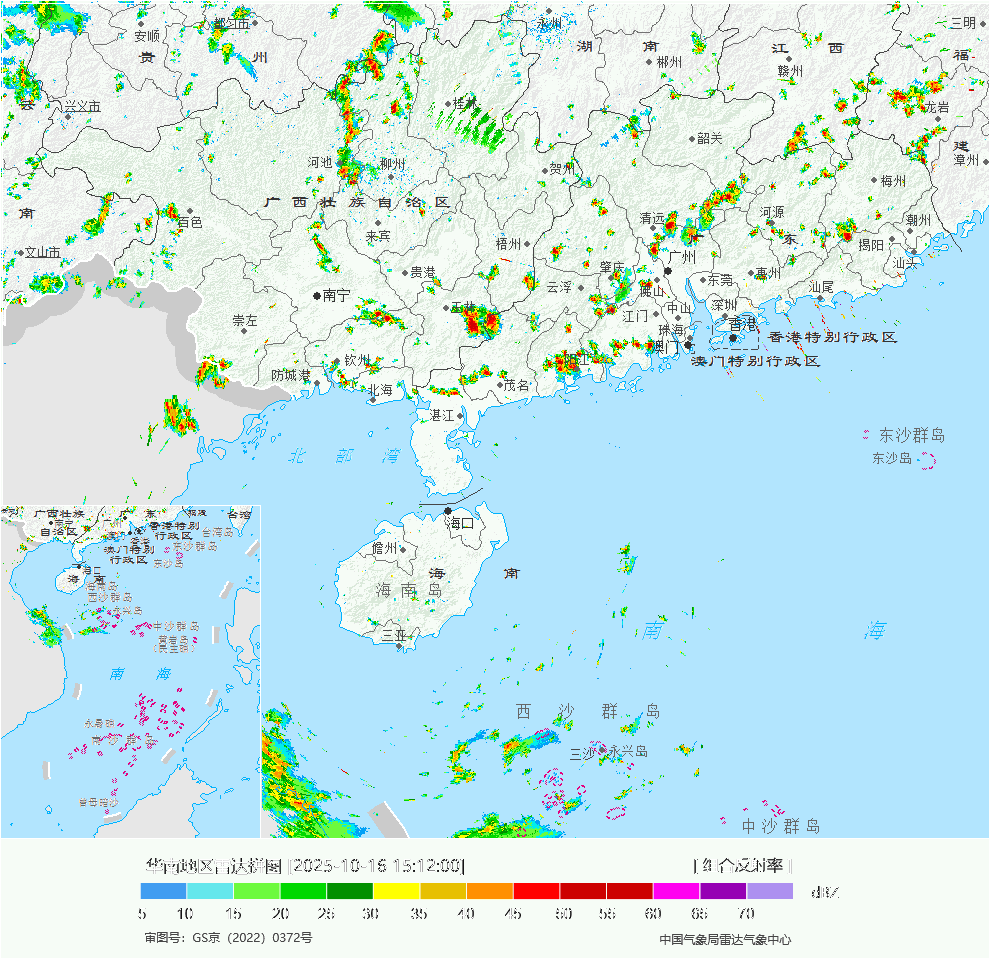 都匀市
永州
三明
安顺
贵 州
湖 南
江 西
福
郴州
赣州
云
兴义市
桂林
龙岩
韶关
建
河池
柳州
贺州
漳州
梅州
广 西 壮 族 自 治 区
南
百色
清远
河源
潮州
来宾
广 东
梧州
揭阳
文山市
广州
汕头
贵港
肇庆
惠州
云浮
佛山
东莞
南宁
汕尾
玉林
江门
中山
深圳
崇左
珠海
香港
香港特别行政区
澳门
澳门特别行政区
钦州
阳江
防城港
北海
茂名
湛江
东沙群岛
北 部 湾
东沙岛
海口
儋州
海 南
海 南 岛
三亚
南 海
西 沙 群 岛
三沙
永兴岛
中 沙 群 岛
广西壮族
自治区
广 东
福建
台湾
香港特别
行政区
澳门特别
行政区
台湾岛
东沙群岛
东沙岛
海口
海 南
海南岛
西沙群岛
永兴岛
中沙群岛
黄岩岛
(民主礁)
南 海
永暑礁
南沙群岛
曾母暗沙
华南地区雷达拼图 [2025-10-16 15:12:00]
[ 组合反射率 ]
dBZ
5 10 15 20 25 30 35 40 45 50 55 60 65 70
审图号：GS京（2022）0372号
中国气象局雷达气象中心